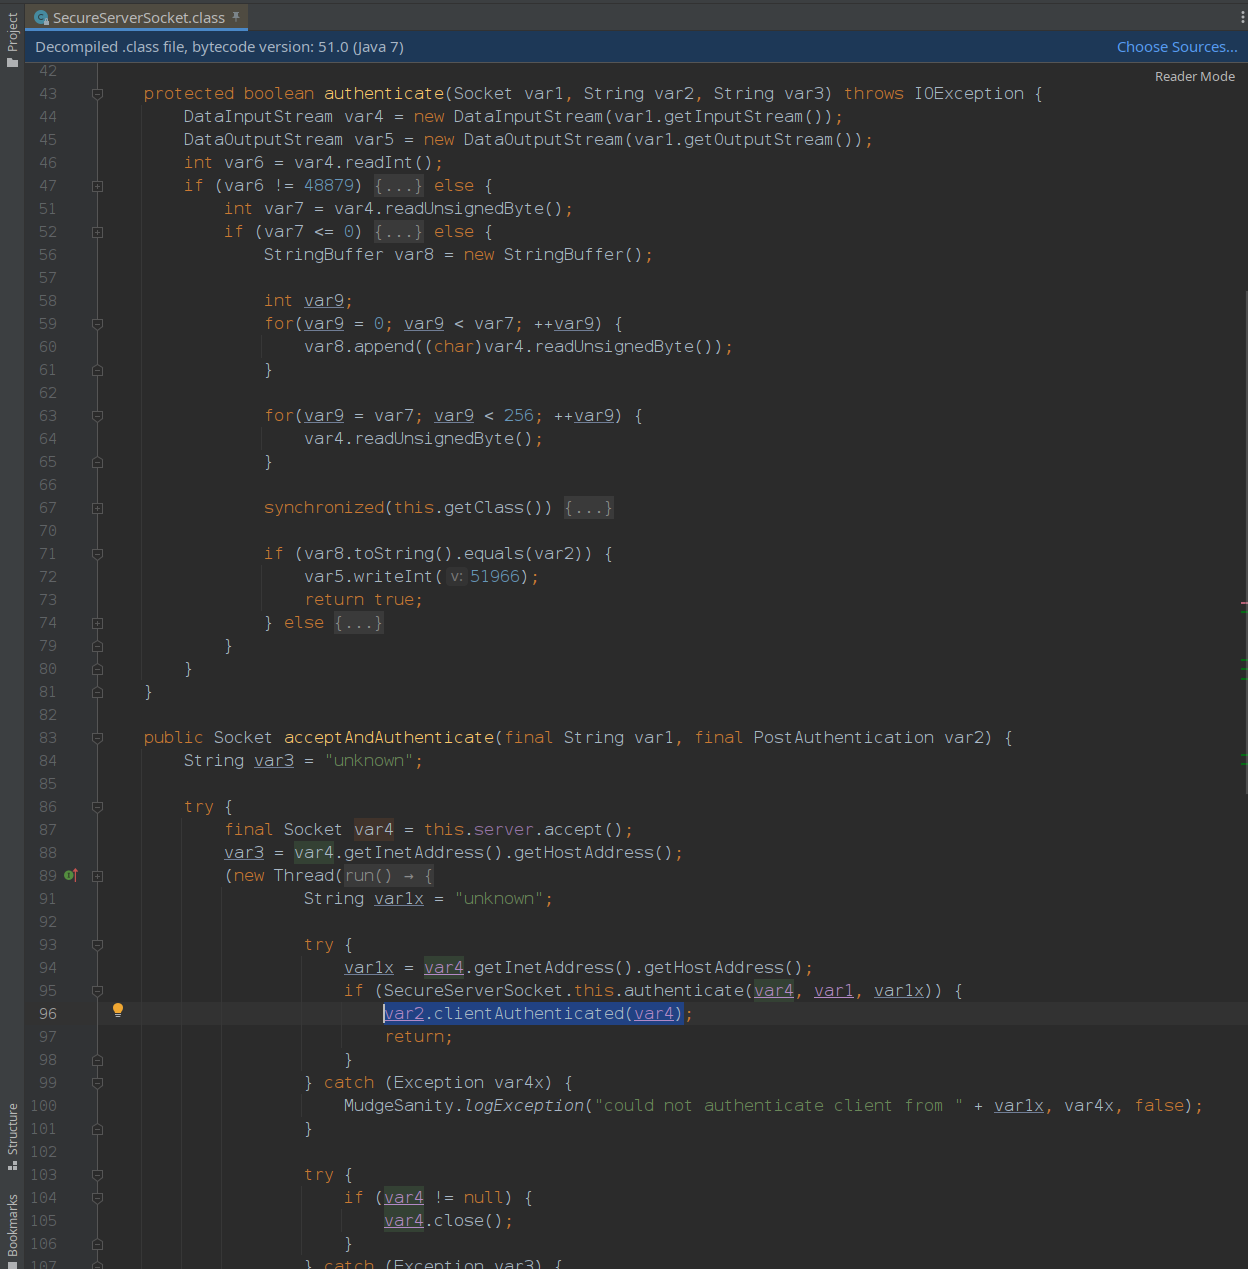 Project
SecureServerSocket.class
Decompiled .class file, bytecode version: 51.0 (Java 7)
Choose Sources...
Reader Mode
42
43 protected boolean authenticate(Socket var1, String var2, String var3) throws IOException {
44 DataInputStream var4 = new DataInputStream(var1.getInputStream());
45 DataOutputStream var5 = new DataOutputStream(var1.getOutputStream());
46 int var6 = var4.readInt();
47 if (var6 != 48879) {...} else {
51 int var7 = var4.readUnsignedByte();
52 if (var7 <= 0) {...} else {
56 StringBuffer var8 = new StringBuffer();
57
58 int var9;
59 for(var9 = 0; var9 < var7; ++var9) {
60 var8.append((char)var4.readUnsignedByte());
61 }
62
63 for(var9 = var7; var9 < 256; ++var9) {
64 var4.readUnsignedByte();
65 }
66
67 synchronized(this.getClass()) {...}
70
71 if (var8.toString().equals(var2)) {
72 var5.writeInt( v: 51966);
73 return true;
74 } else {...}
79 }
80 }
81 }
82
83 public Socket acceptAndAuthenticate(final String var1, final PostAuthentication var2) {
84 String var3 = "unknown";
85
86 try {
87 final Socket var4 = this.server.accept();
88 var3 = var4.getInetAddress().getHostAddress();
89 (new Thread(run() → {
91 String var1x = "unknown";
92
93 try {
94 var1x = var4.getInetAddress().getHostAddress();
95 if (SecureServerSocket.this.authenticate(var4, var1, var1x)) {
96 var2.clientAuthenticated(var4);
97 return;
98 }
99 } catch (Exception var4x) {
100 MudgeSanity.logException("could not authenticate client from " + var1x, var4x, false);
101 }
102
103 try {
104 if (var4 != null) {
105 var4.close();
106 }
107 } catch (Exception var3) {
Structure
Bookmarks